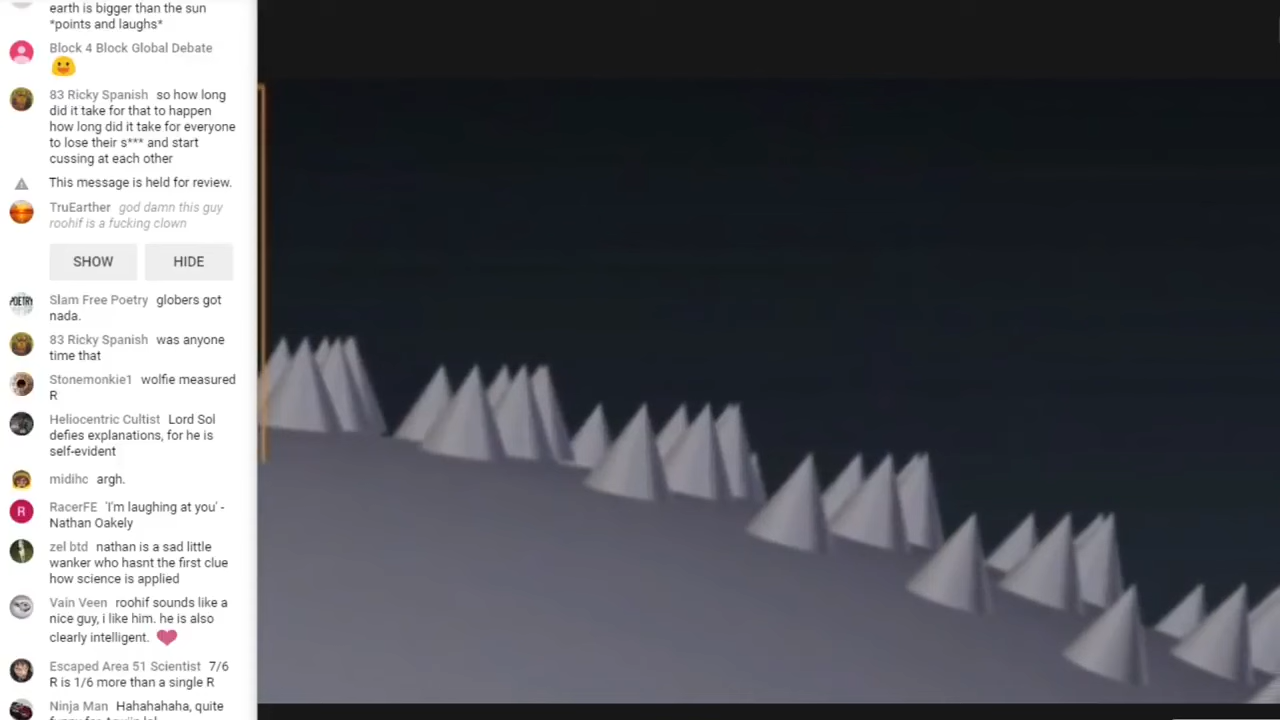 earth is bigger than the sun
*points and laughs*
Block 4 Block Global Debate
83 Ricky Spanish so how long
did it take for that to happen
how long did it take for everyone
to lose their s*** and start
cussing at each other
This message is held for review.
TruEarther god damn this guy
roohif is a fucking clown
SHOW HIDE
POETRY
Slam Free Poetry globers got
nada.
83 Ricky Spanish was anyone
time that
Stonemonkie1 wolfie measured
R
Heliocentric Cultist Lord Sol
defies explanations, for he is
self-evident
midihc argh.
R
RacerFE 'I'm laughing at you' -
Nathan Oakely
zel btd nathan is a sad little
wanker who hasnt the first clue
how science is applied
Vain Veen roohif sounds like a
nice guy, i like him. he is also
clearly intelligent.
Escaped Area 51 Scientist 7/6
R is 1/6 more than a single R
Ninja Man Hahahahaha, quite